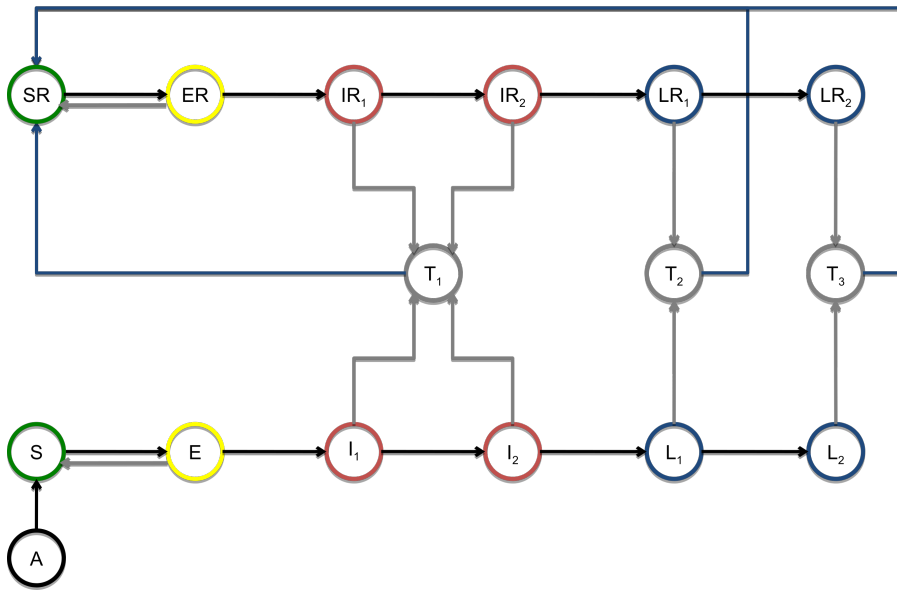 SR ER IR₁ IR₂ LR₁ LR₂
T₁ T₂ T₃
S E I₁ I₂ L₁ L₂
A